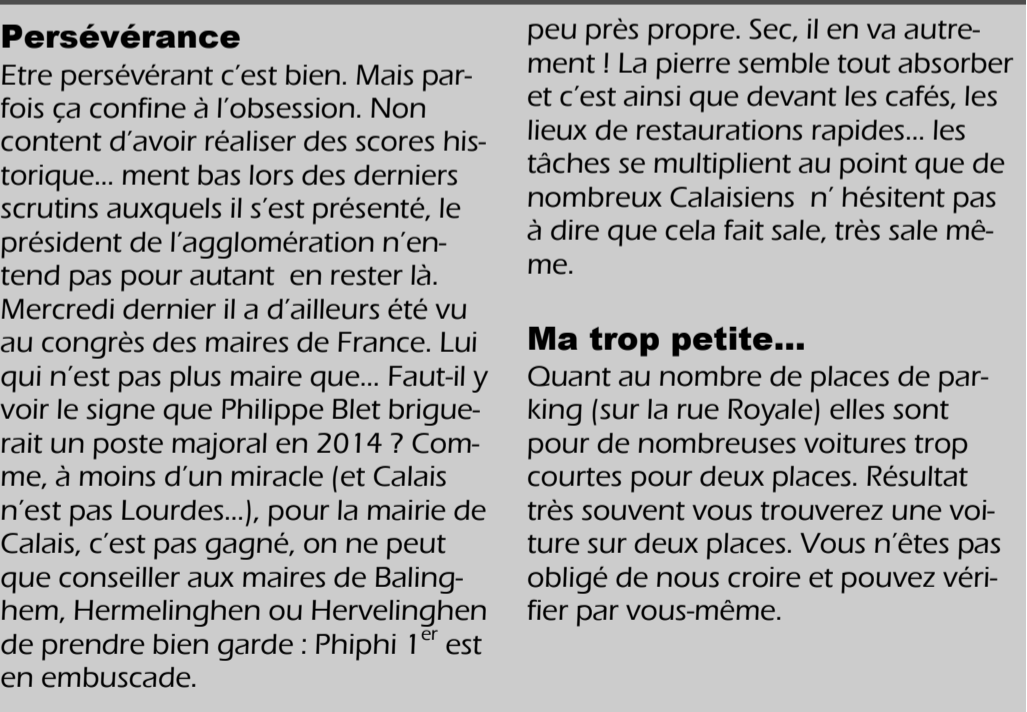 Persévérance
Etre persévérant c’est bien. Mais par-
fois ça confine à l’obsession. Non
content d’avoir réaliser des scores his-
torique... ment bas lors des derniers
scrutins auxquels il s’est présenté, le
président de l’agglomération n’en-
tend pas pour autant  en rester là.
Mercredi dernier il a d’ailleurs été vu
au congrès des maires de France. Lui
qui n’est pas plus maire que... Faut-il y
voir le signe que Philippe Blet brigue-
rait un poste majoral en 2014 ? Com-
me, à moins d’un miracle (et Calais
n’est pas Lourdes...), pour la mairie de
Calais, c’est pas gagné, on ne peut
que conseiller aux maires de Baling-
hem, Hermelinghen ou Hervelinghen
de prendre bien garde : Phiphi 1er est
en embuscade.
peu près propre. Sec, il en va autre-
ment ! La pierre semble tout absorber
et c’est ainsi que devant les cafés, les
lieux de restaurations rapides... les
tâches se multiplient au point que de
nombreux Calaisiens  n’ hésitent pas
à dire que cela fait sale, très sale mê-
me.
Ma trop petite...
Quant au nombre de places de par-
king (sur la rue Royale) elles sont
pour de nombreuses voitures trop
courtes pour deux places. Résultat
très souvent vous trouverez une voi-
ture sur deux places. Vous n’êtes pas
obligé de nous croire et pouvez véri-
fier par vous-même.